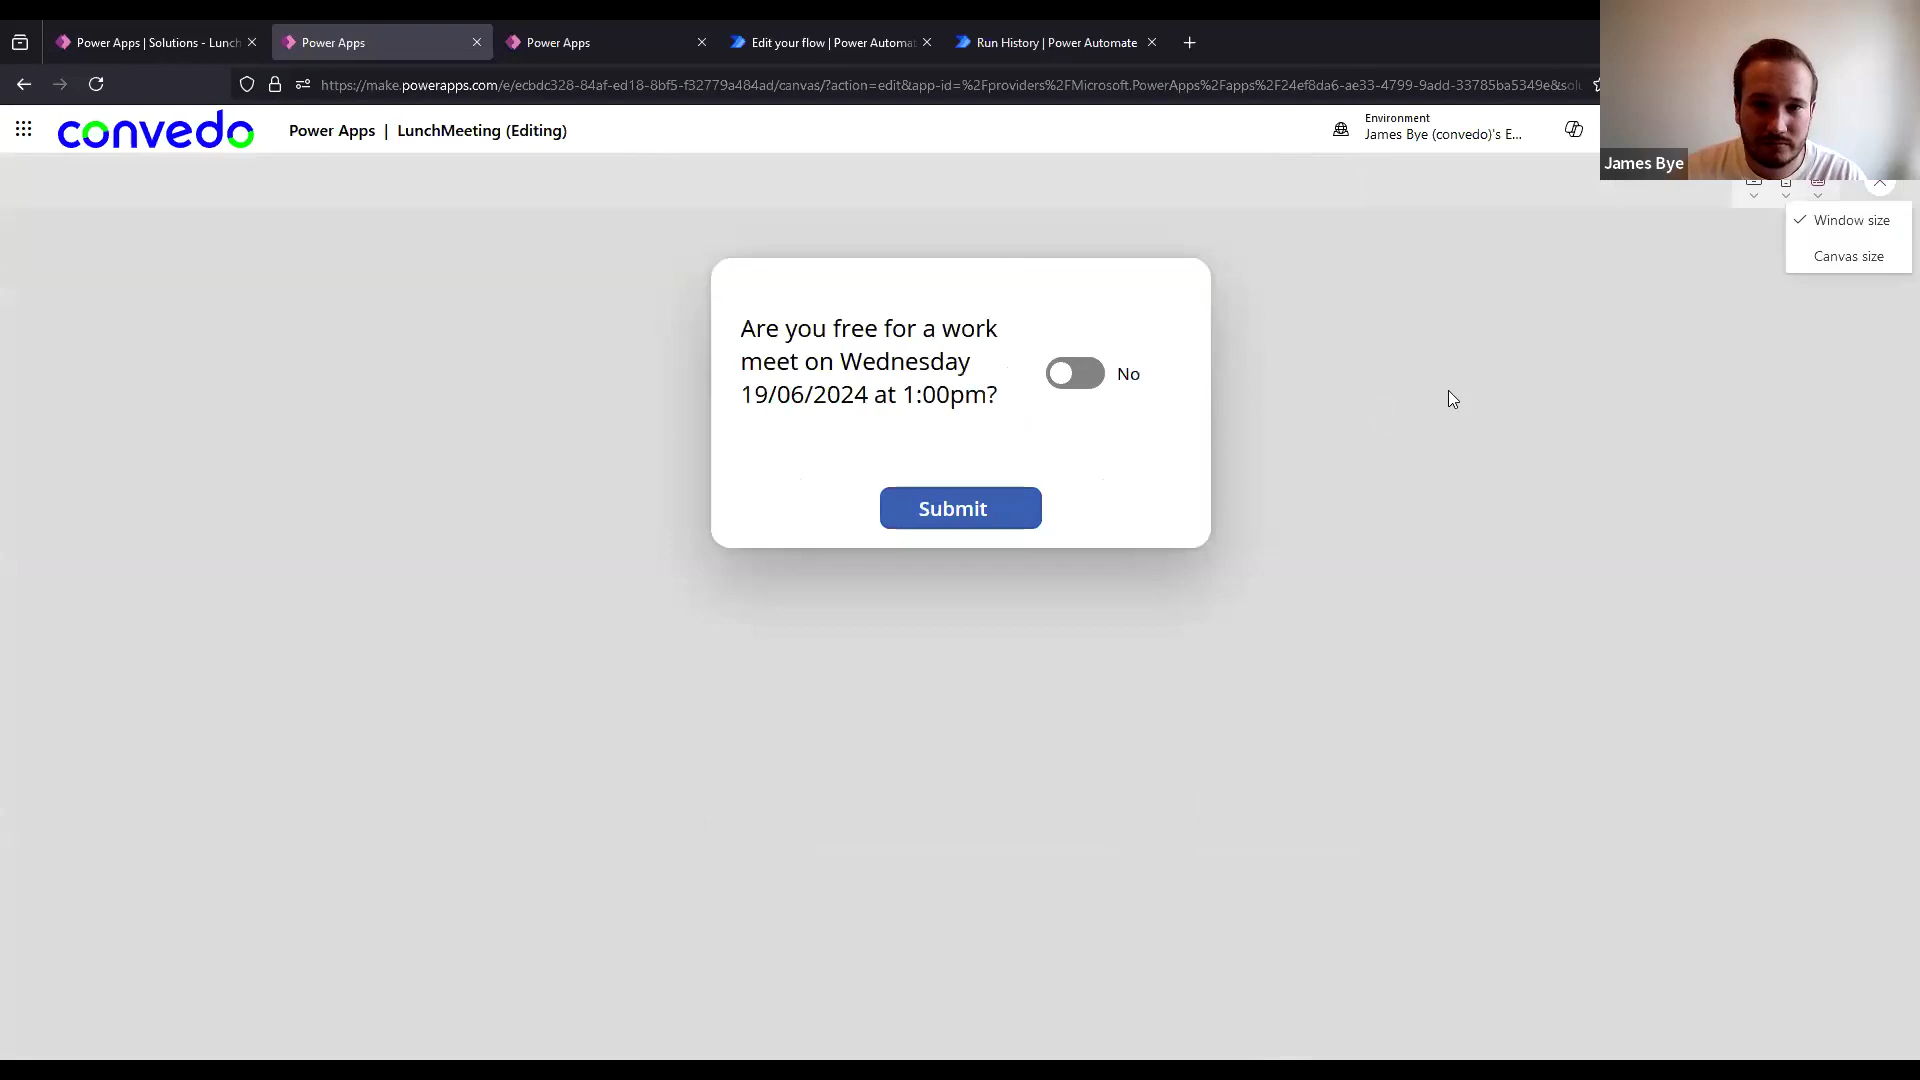 Power Apps | Solutions - Lunch
Power Apps
Power Apps
Edit your flow | Power Automat
Run History | Power Automate
https://make.powerapps.com/e/ecbdc328-84af-ed18-8bf5-f32779a484ad/canvas/?action=edit&app-id=%2Fproviders%2FMicrosoft.PowerApps%2Fapps%2F24ef8da6-ae33-4799-9add-33785ba5349e&solu
convedo
Power Apps | LunchMeeting (Editing)
Environment
James Bye (convedo)'s E...
James Bye
Window size
Canvas size
Are you free for a work
meet on Wednesday
19/06/2024 at 1:00pm?
No
Submit